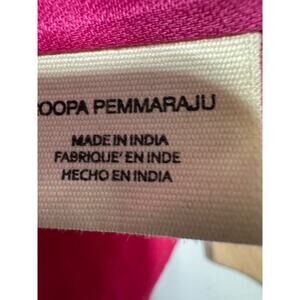 ROOPA PEMMARAJU
MADE IN INDIA
FABRIQUE' EN INDE
HECHO EN INDIA